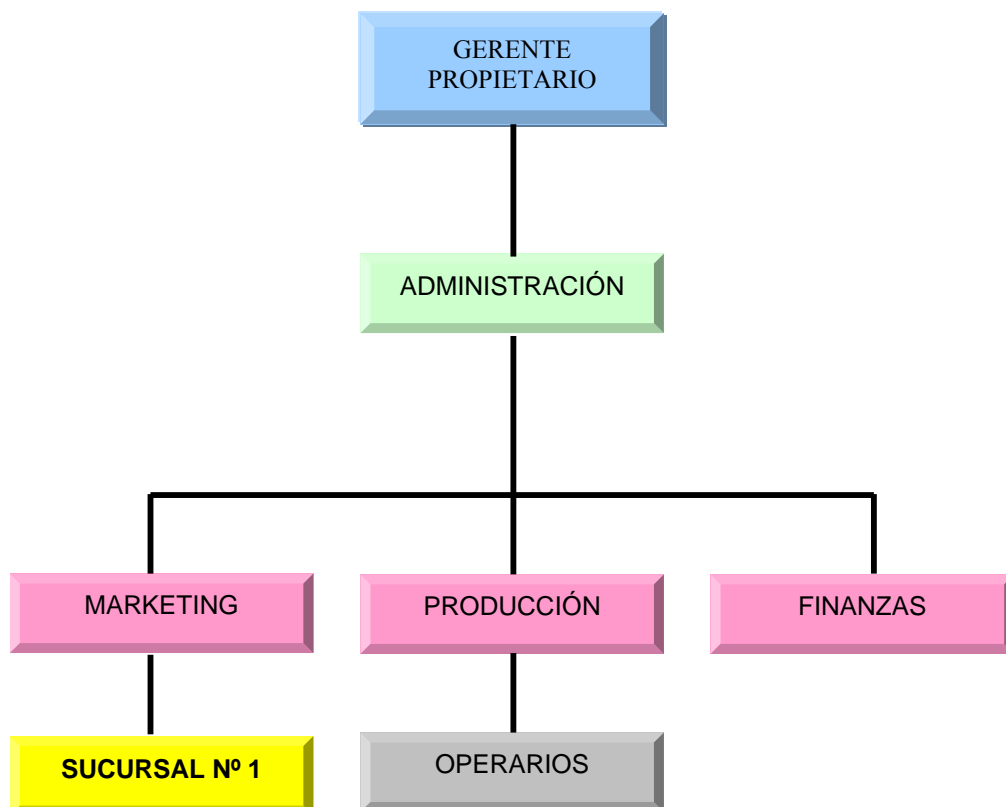 GERENTE
PROPIETARIO
ADMINISTRACIÓN
MARKETING
PRODUCCIÓN
FINANZAS
SUCURSAL Nº 1
OPERARIOS